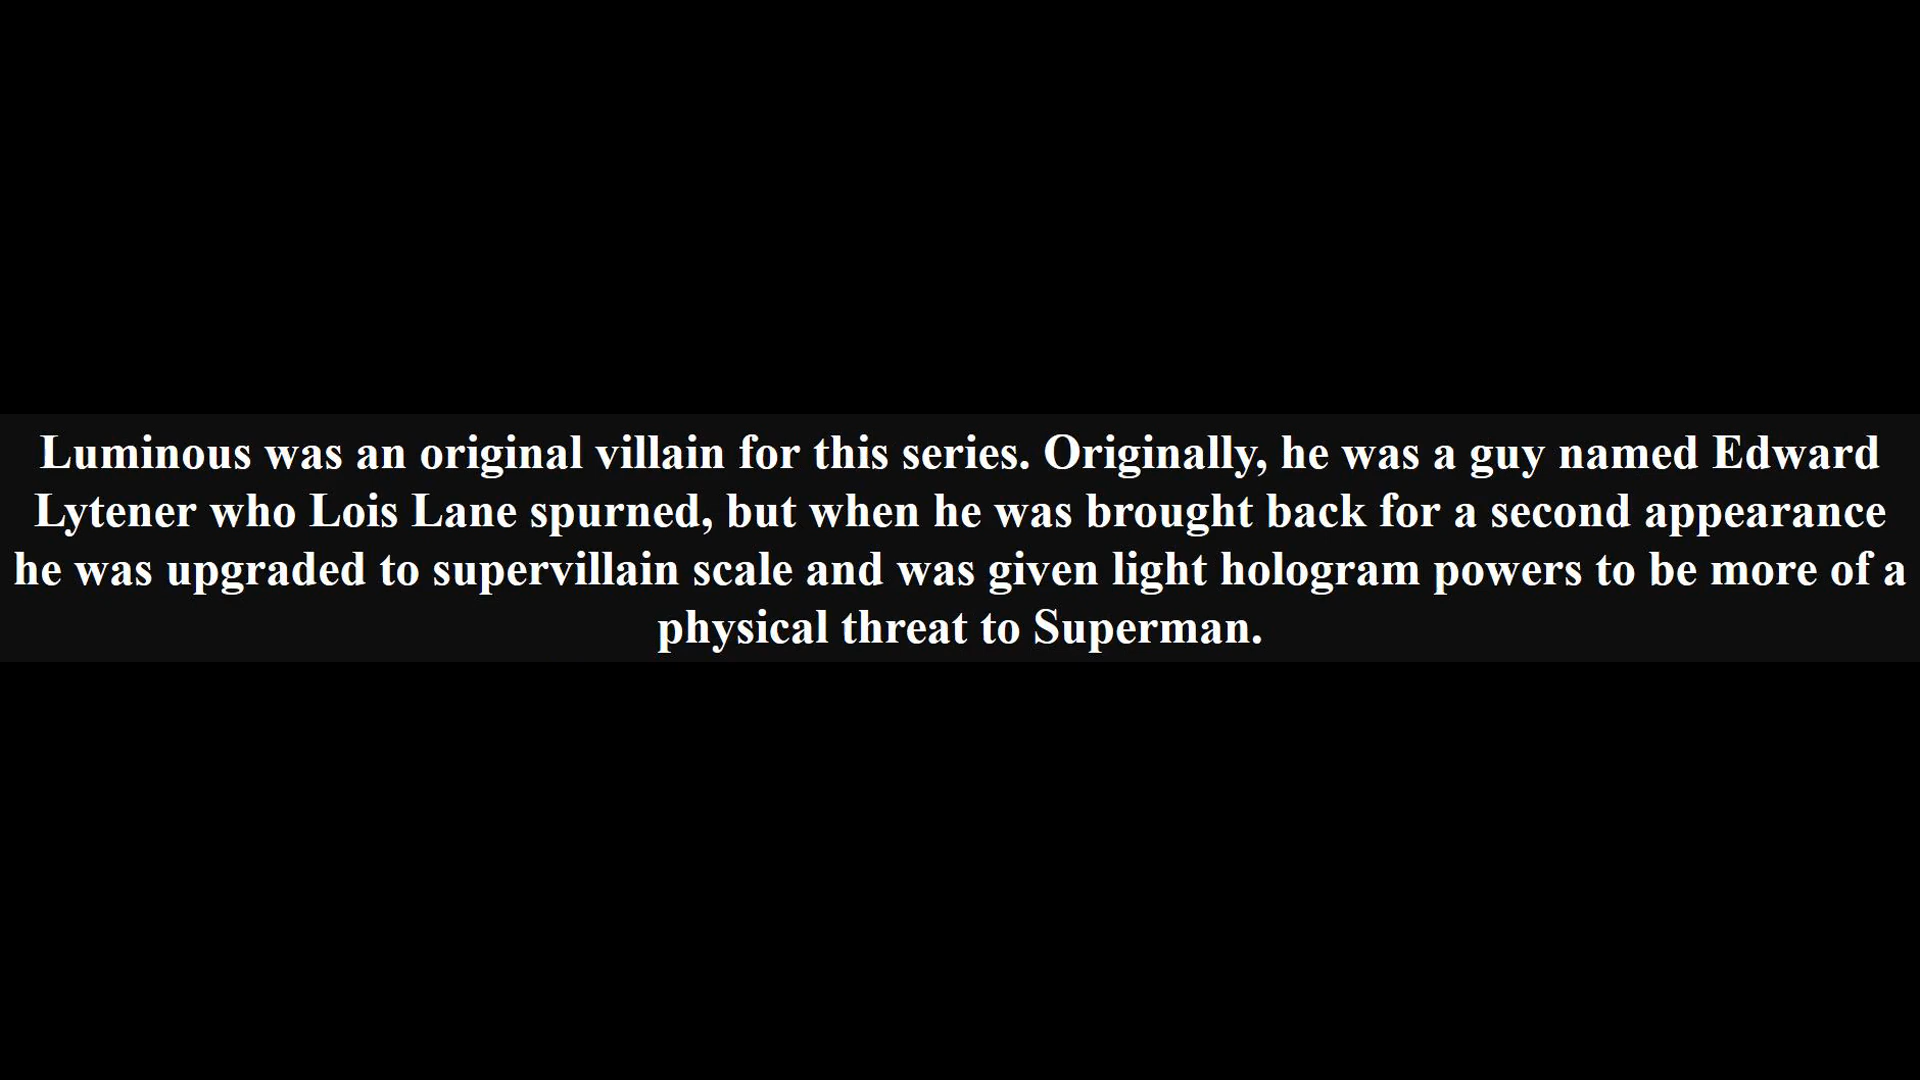 Luminous was an original villain for this series. Originally, he was a guy named Edward
Lytener who Lois Lane spurned, but when he was brought back for a second appearance
he was upgraded to supervillain scale and was given light hologram powers to be more of a
physical threat to Superman.